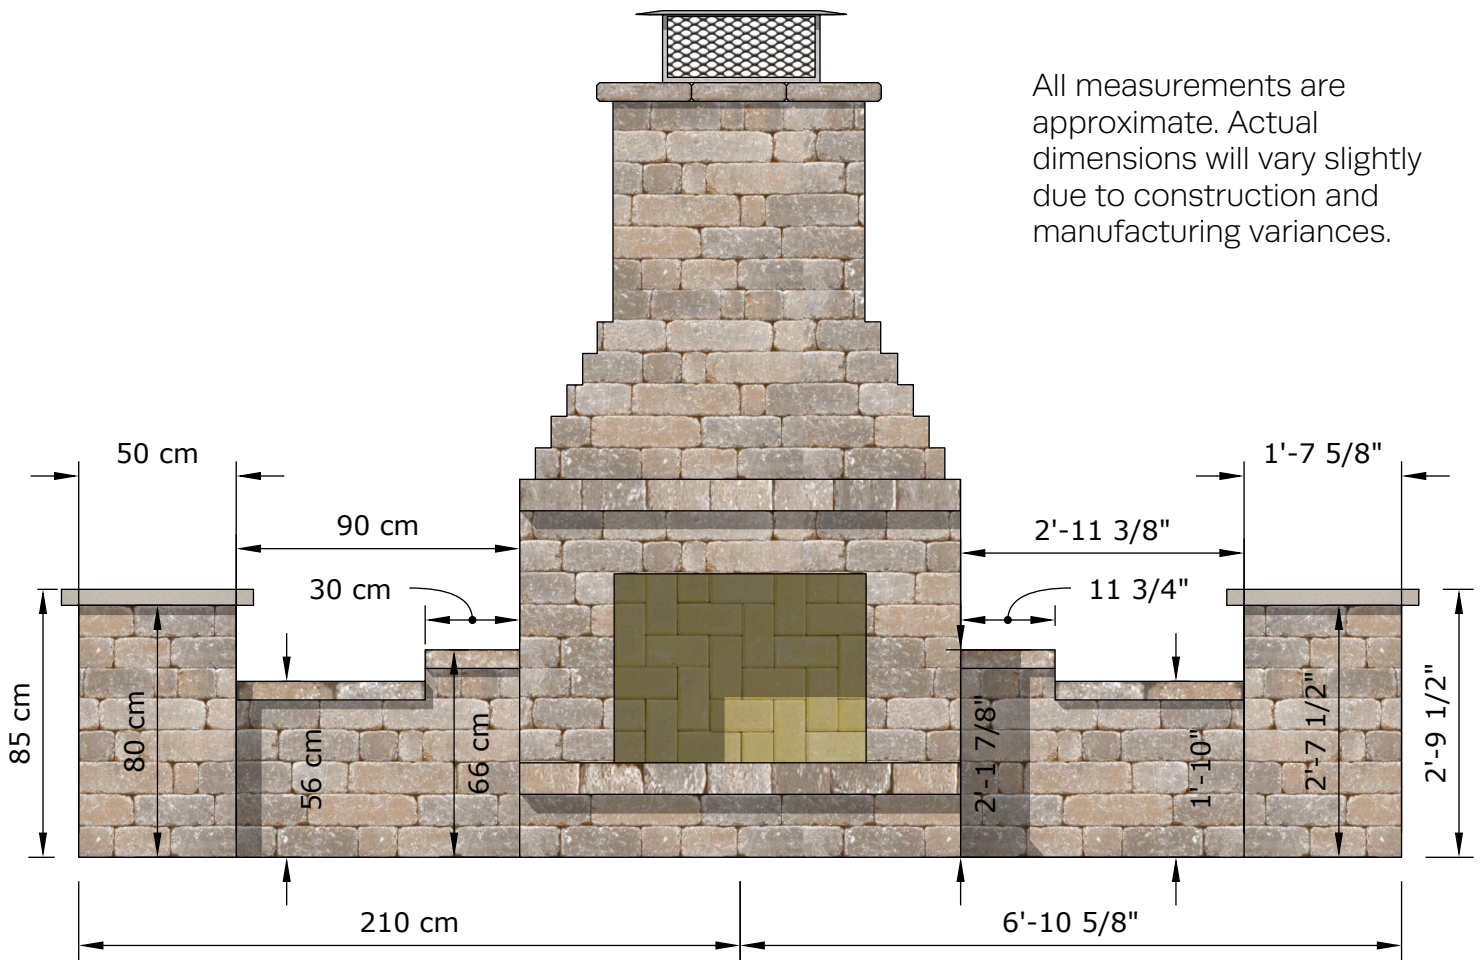 All measurements are
approximate. Actual
dimensions will vary slightly
due to construction and
manufacturing variances.
50 cm
1'-7 5/8"
90 cm
2'-11 3/8"
30 cm
11 3/4"
85 cm
80 cm
56 cm
66 cm
2'-1 7/8"
1'-10"
2'-7 1/2"
2'-9 1/2"
210 cm
6'-10 5/8"